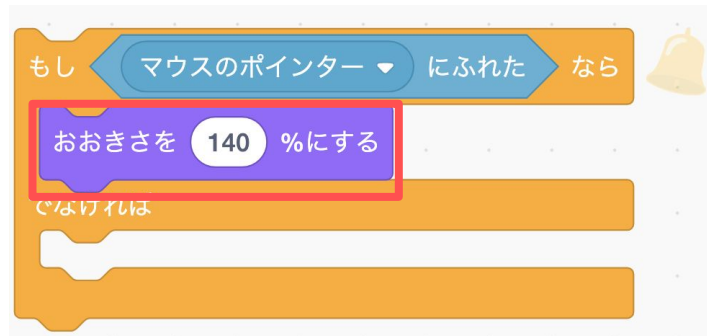 もし マウスのポインター にふれた なら
おおきさを 140 %にする
でなければ